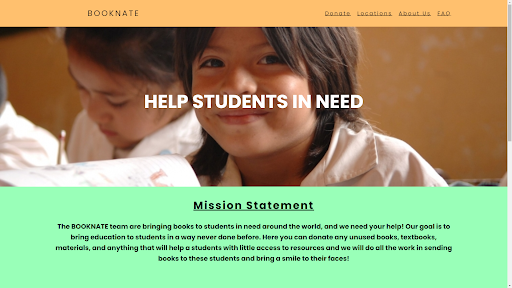 BOOKNATE
Donate Locations About Us FAQ
HELP STUDENTS IN NEED
Mission Statement
The BOOKNATE team are bringing books to students in need around the world, and we need your help! Our goal is to
bring education to students in a way never done before. Here you can donate any unused books, textbooks,
materials, and anything that will help a students with little access to resources and we will do all the work in sending
books to these students and bring a smile to their faces!